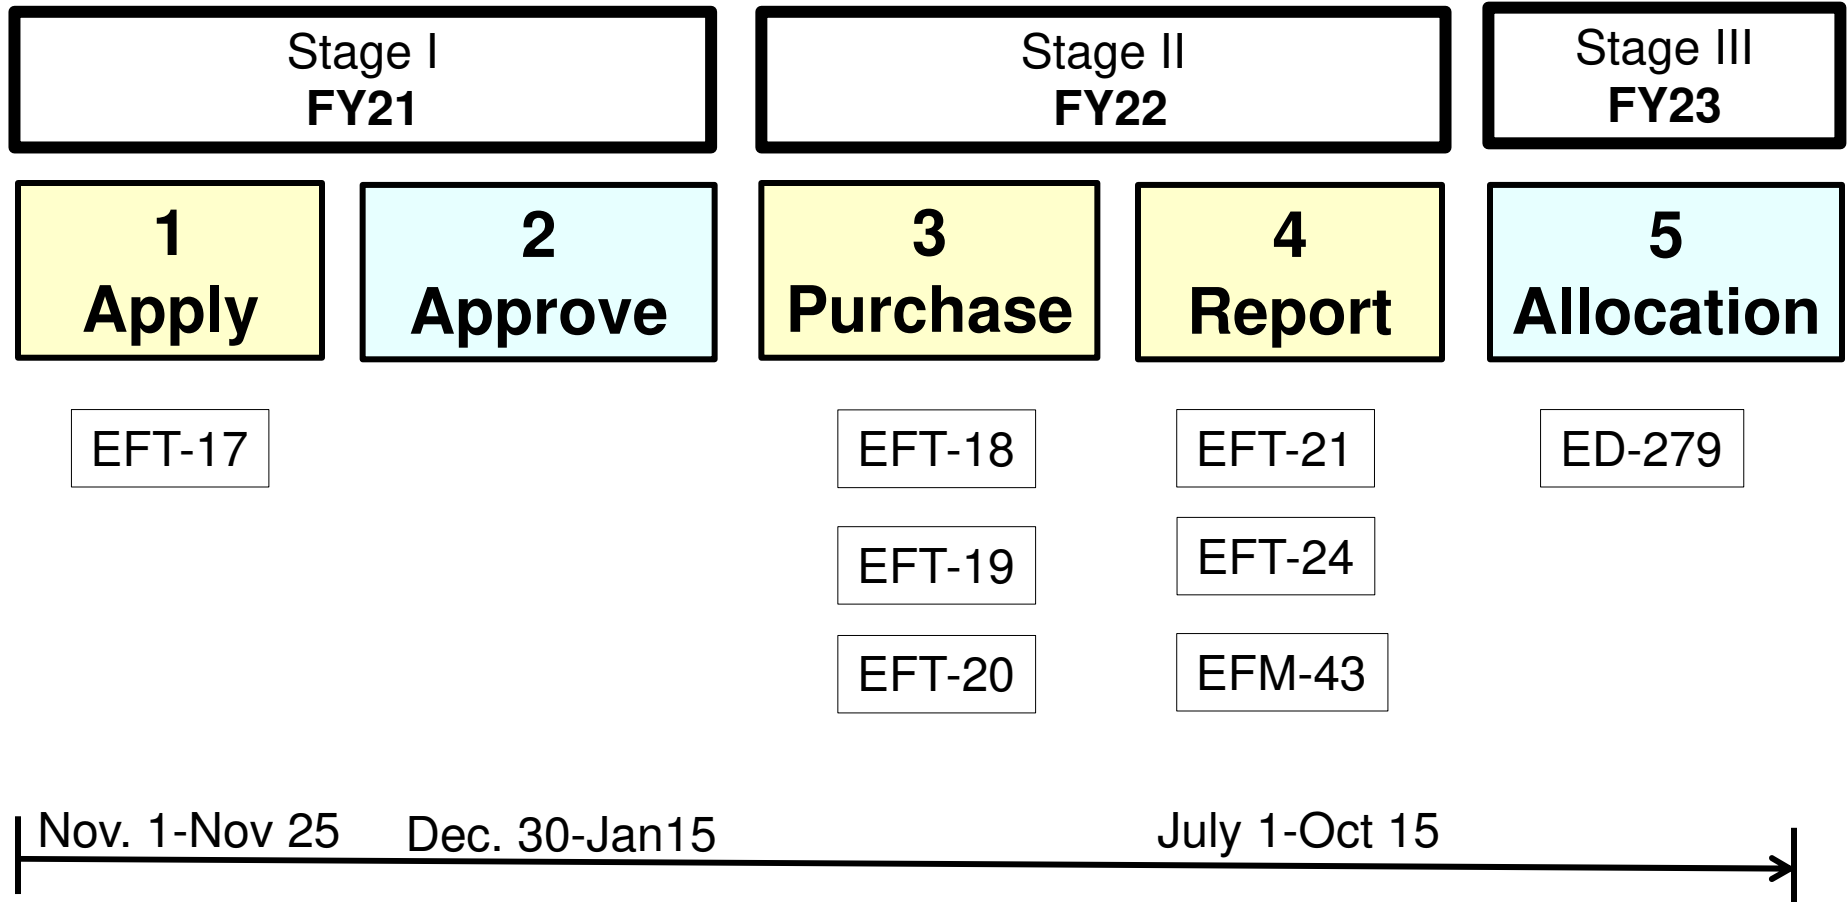 Stage I
FY21
Stage II
FY22
Stage III
FY23
1
Apply
2
Approve
3
Purchase
4
Report
5
Allocation
EFT-17
EFT-18
EFT-21
ED-279
EFT-19
EFT-24
EFT-20
EFM-43
Nov. 1-Nov 25
Dec. 30-Jan15
July 1-Oct 15